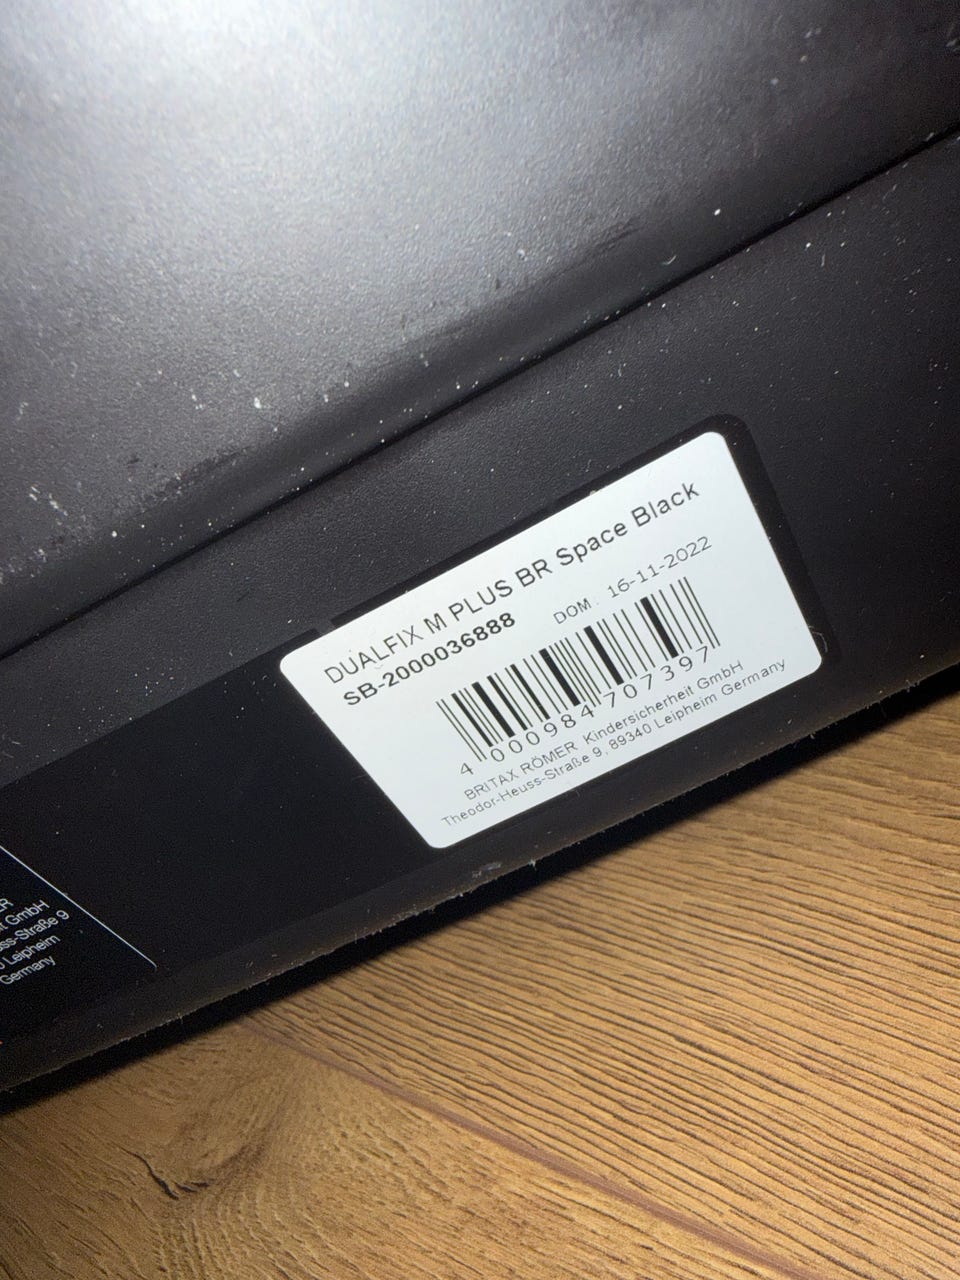 DUALFIX M PLUS BR Space Black
SB-2000036888 DOM. 16-11-2022
4 000984 707397
BRITAX RÖMER Kindersicherheit GmbH
Theodor-Heuss-Straße 9, 89340 Leipheim Germany
GmbH
ss-Straße 9
Leipheim
Germany